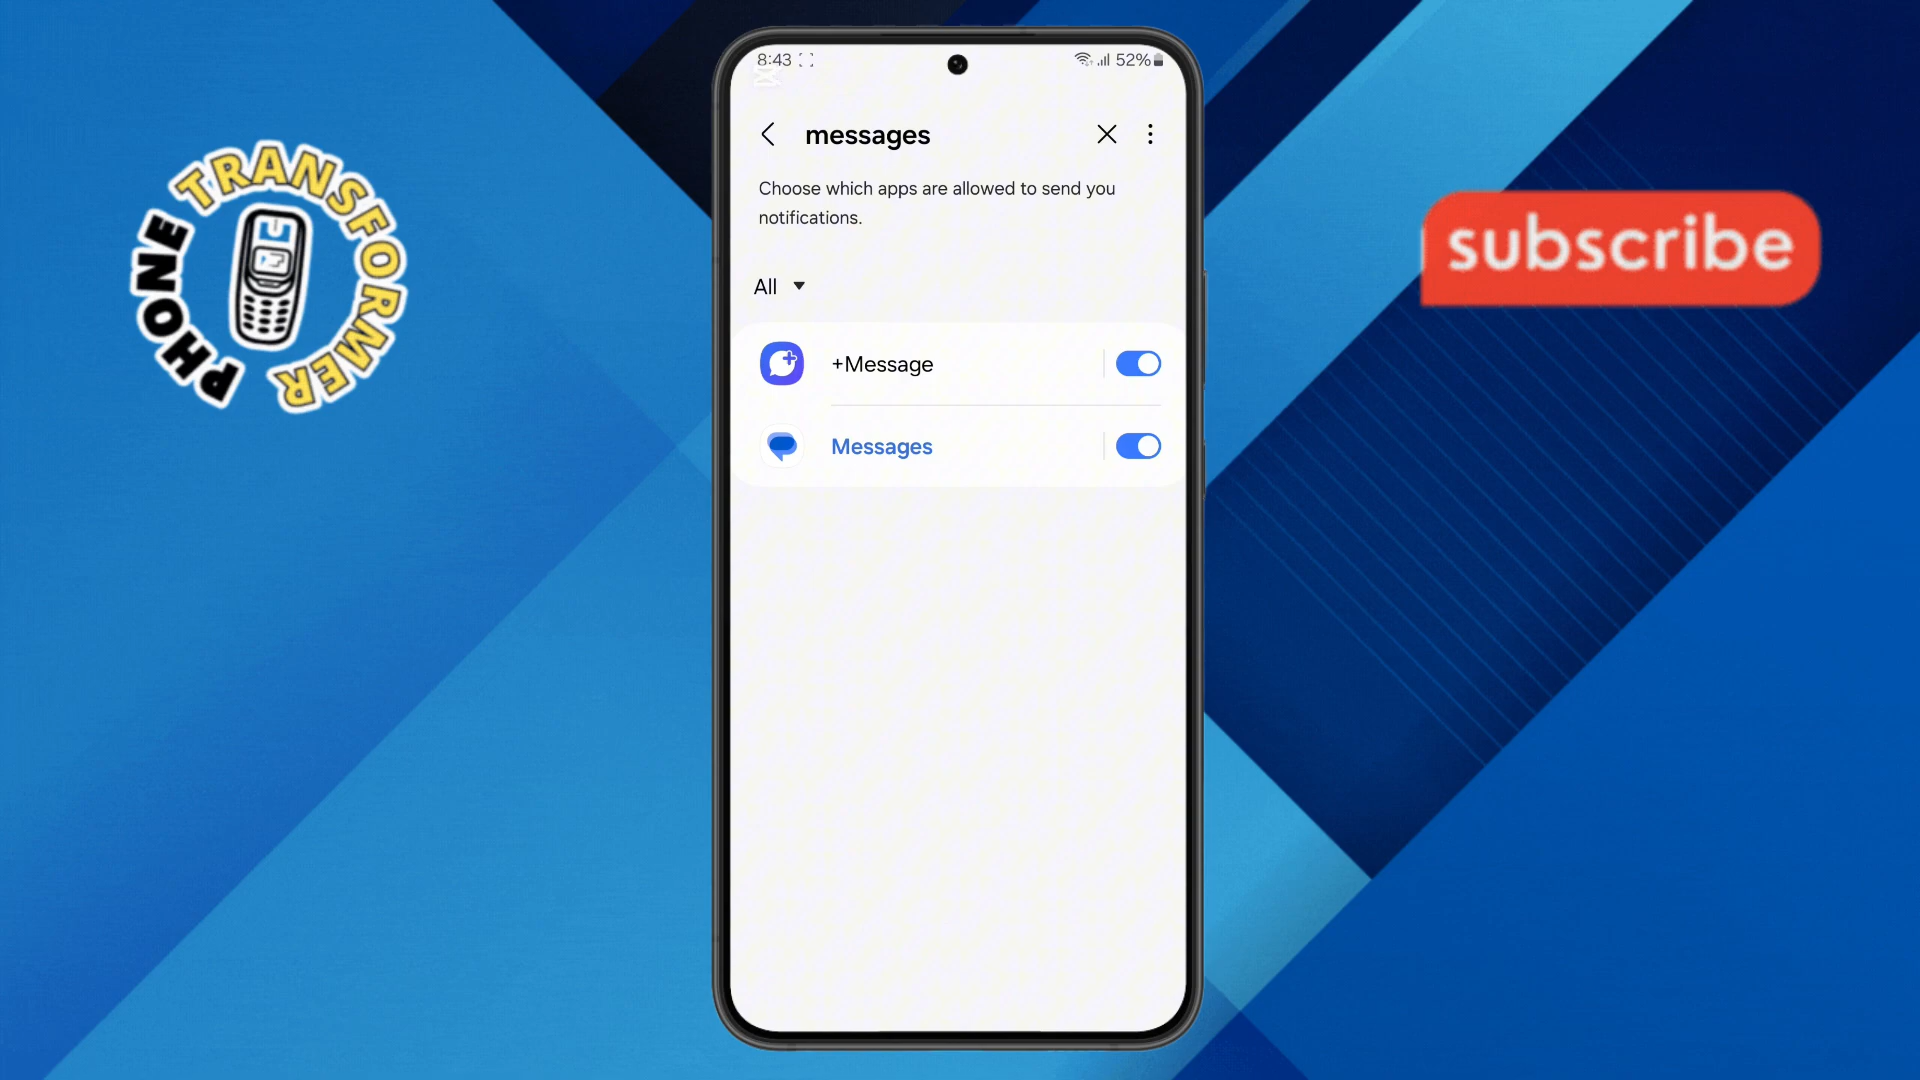 PHONE TRANSFORMER
8:43
52%
messages
Choose which apps are allowed to send you
notifications.
All
+Message
Messages
subscribe